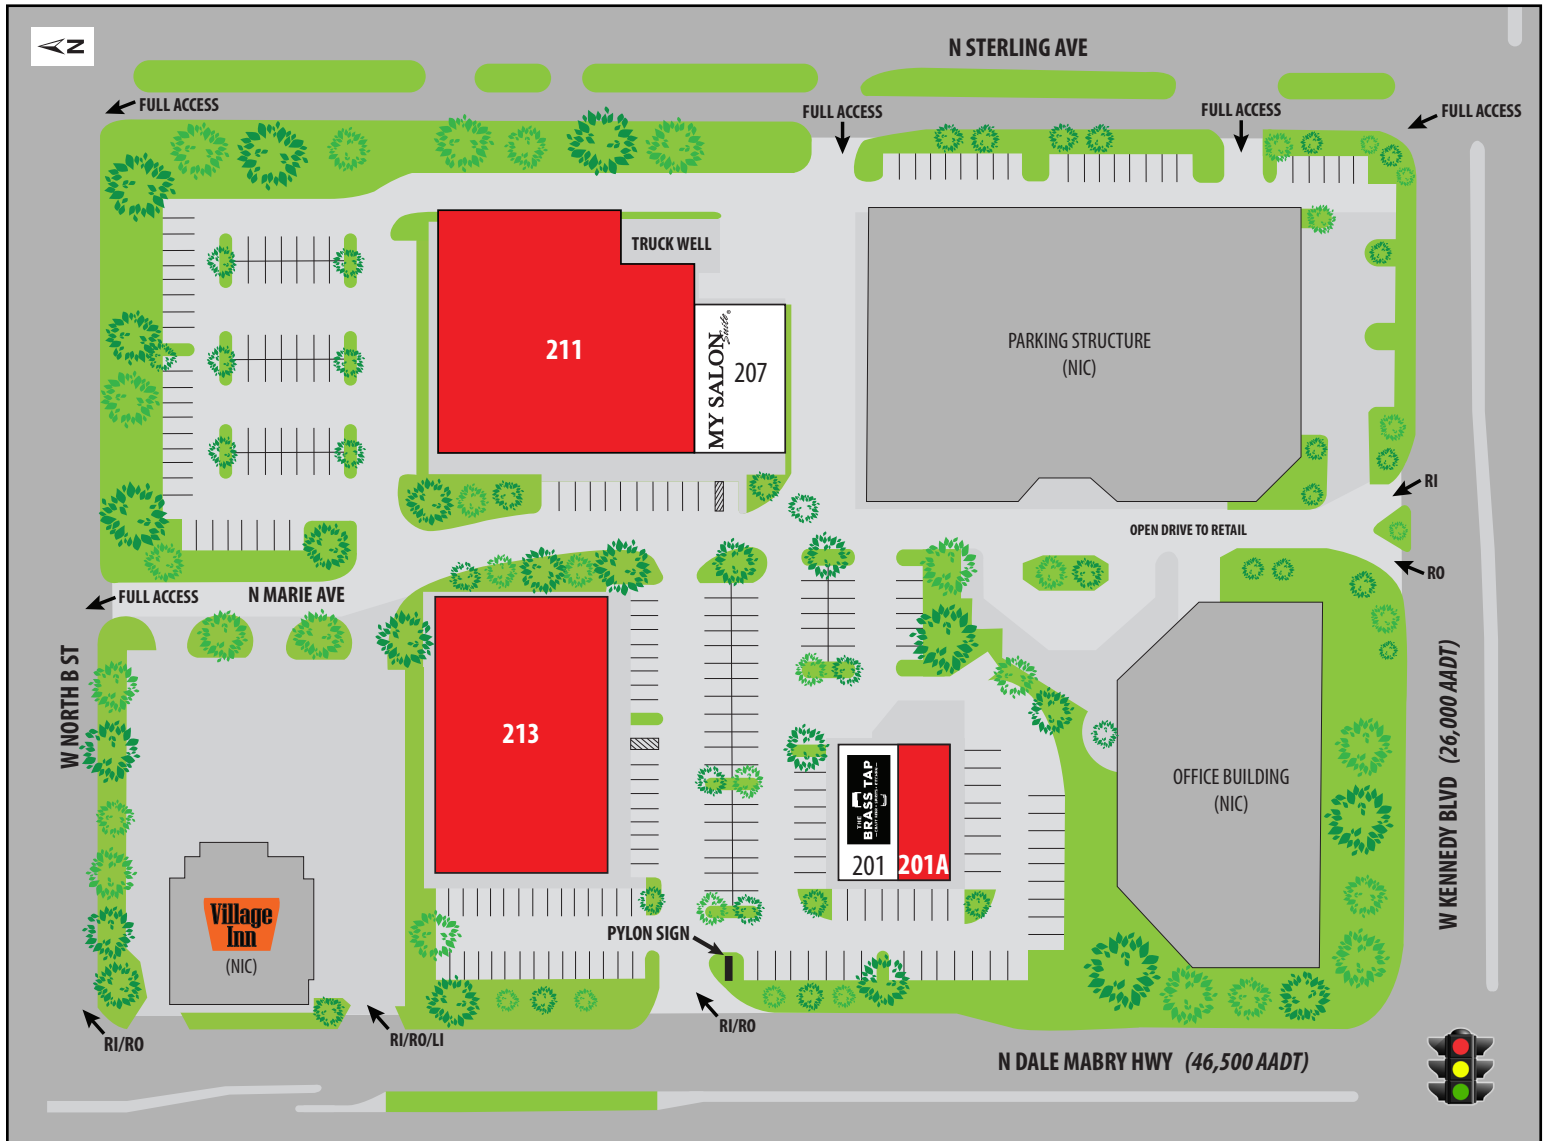 N
N STERLING AVE
FULL ACCESS
FULL ACCESS
FULL ACCESS
FULL ACCESS
TRUCK WELL
211
MY SALON
Suite®
207
PARKING STRUCTURE
(NIC)
RI
OPEN DRIVE TO RETAIL
RO
FULL ACCESS
N MARIE AVE
W NORTH B ST
213
THE
BRASS TAP
201
201A
OFFICE BUILDING
(NIC)
W KENNEDY BLVD (26,000 AADT)
Village
Inn
(NIC)
PYLON SIGN
RI/RO
RI/RO/LI
RI/RO
N DALE MABRY HWY (46,500 AADT)